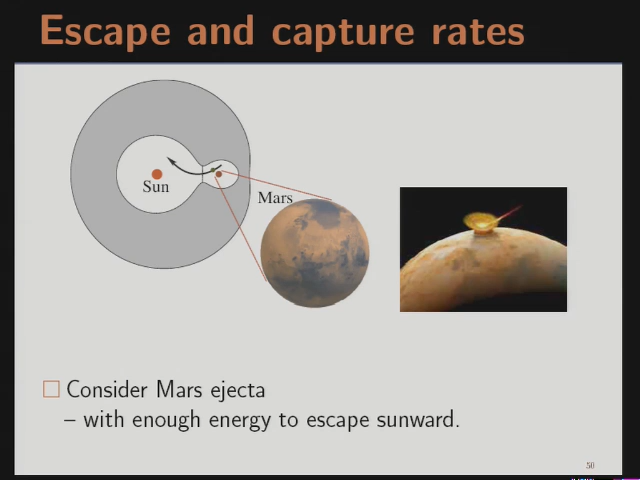 Escape and capture rates
Sun
Mars
□ Consider Mars ejecta
– with enough energy to escape sunward.
50